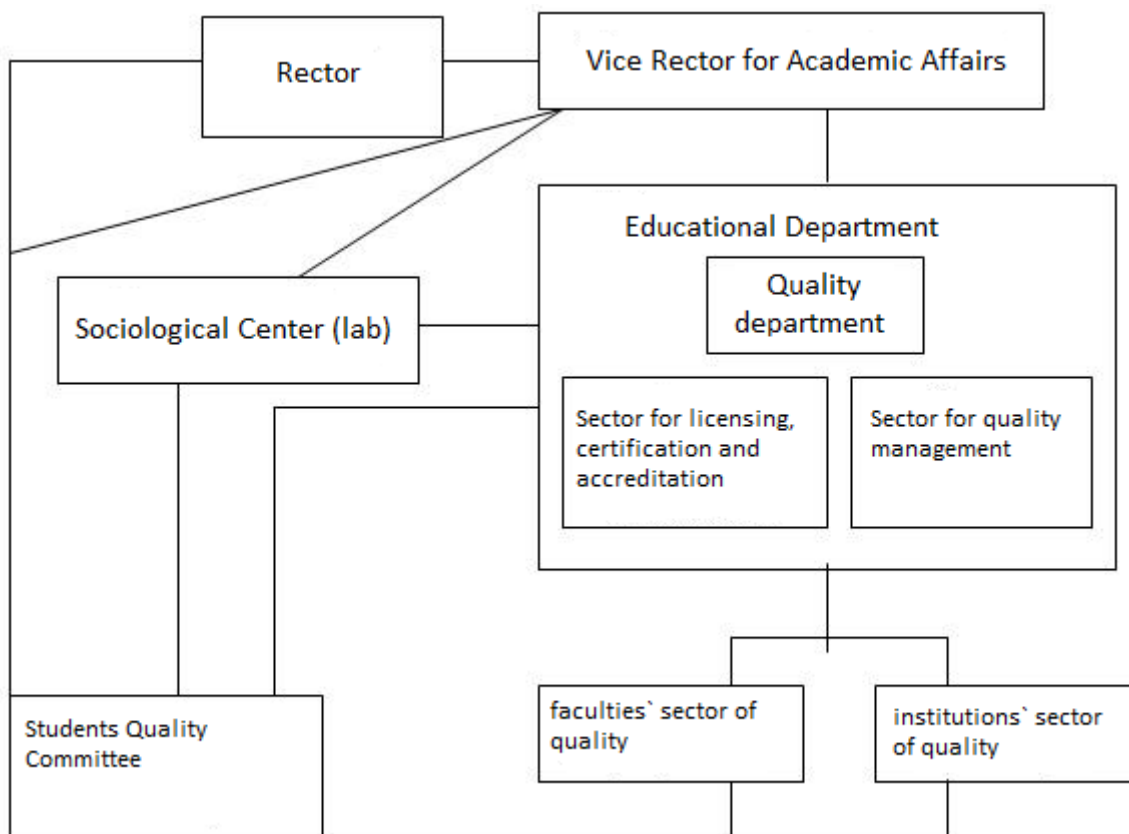 Rector
Vice Rector for Academic Affairs
Educational Department
Quality
department
Sociological Center (lab)
Sector for licensing,
certification and
accreditation
Sector for quality
management
Students Quality
Committee
faculties` sector of
quality
institutions` sector
of quality